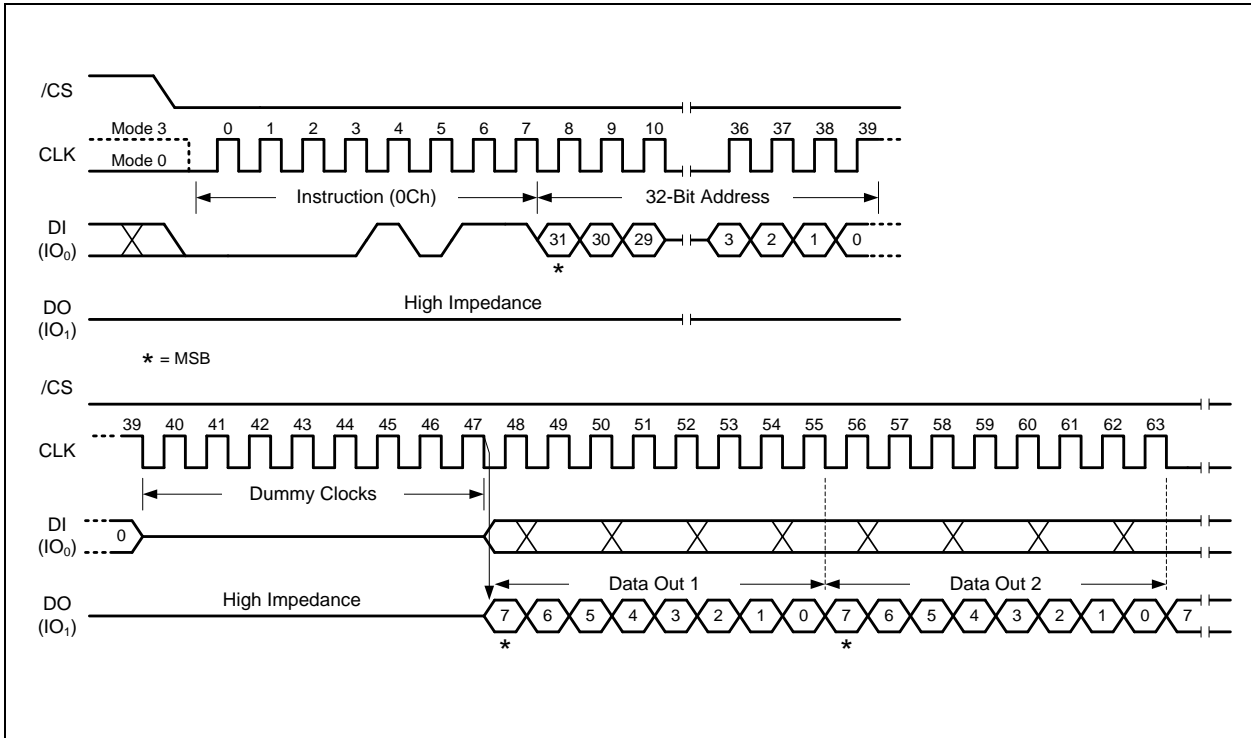 /CS
Mode 3 0 1 2 3 4 5 6 7 8 9 10 36 37 38 39
CLK Mode 0
Instruction (0Ch) 32-Bit Address
DI
(IO0) 31 30 29 3 2 1 0
*
High Impedance
DO
(IO1)
* = MSB
/CS
39 40 41 42 43 44 45 46 47 48 49 50 51 52 53 54 55 56 57 58 59 60 61 62 63
CLK
Dummy Clocks
DI
(IO0) 0
Data Out 1 Data Out 2
High Impedance
DO
(IO1) 7 6 5 4 3 2 1 0 7 6 5 4 3 2 1 0 7
* *